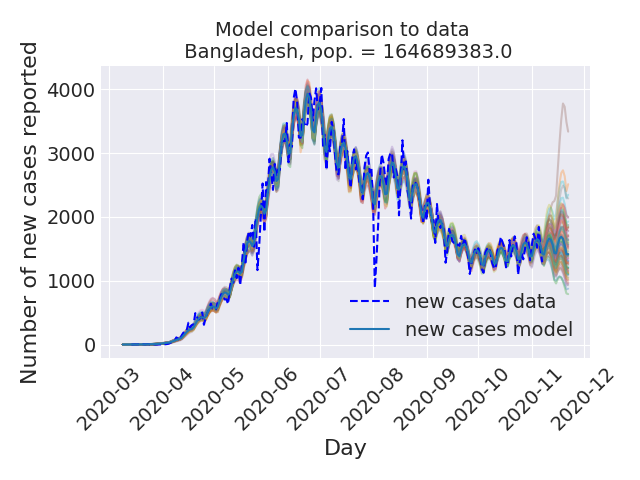 Model comparison to data
Bangladesh, pop. = 164689383.0
Number of new cases reported
4000
3000
2000
1000
0
new cases data
new cases model
2020-03
2020-04
2020-05
2020-06
2020-07
2020-08
2020-09
2020-10
2020-11
2020-12
Day